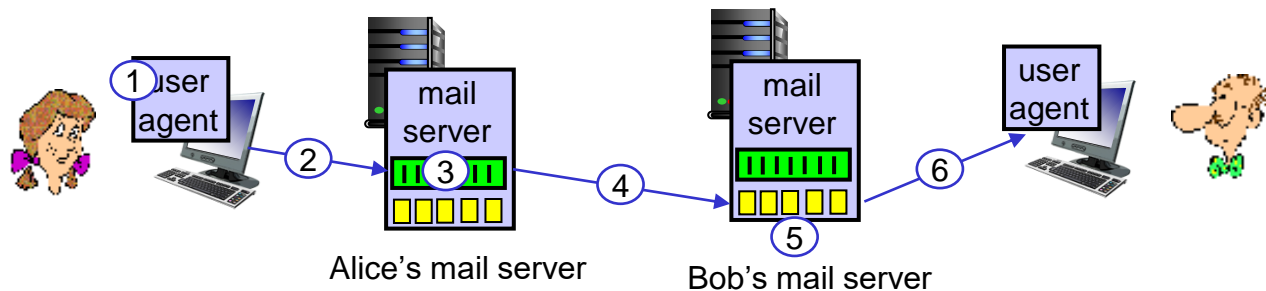 1
user
agent
2
mail
server
3
4
mail
server
5
6
user
agent
Alice's mail server
Bob's mail server